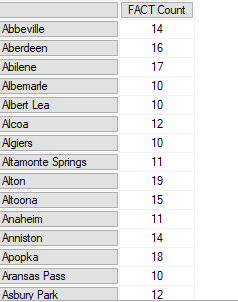 FACT Count
Abbeville 14
Aberdeen 16
Abilene 17
Albemarle 10
Albert Lea 10
Alcoa 12
Algiers 10
Altamonte Springs 11
Alton 19
Altoona 15
Anaheim 11
Anniston 14
Apopka 18
Aransas Pass 10
Asbury Park 12